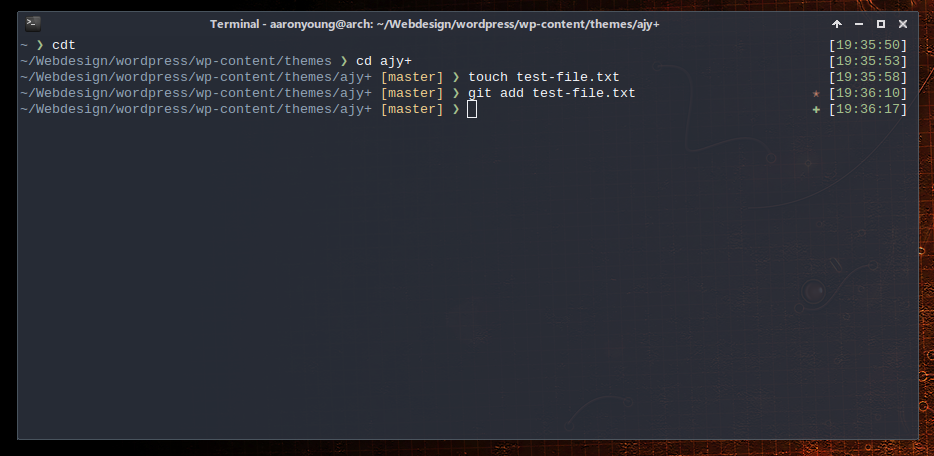 Terminal - aaronyoung@arch: ~/Webdesign/wordpress/wp-content/themes/ajy+
~ ❯ cdt [19:35:50]
~/Webdesign/wordpress/wp-content/themes ❯ cd ajy+ [19:35:53]
~/Webdesign/wordpress/wp-content/themes/ajy+ [master] ❯ touch test-file.txt [19:35:58]
~/Webdesign/wordpress/wp-content/themes/ajy+ [master] ❯ git add test-file.txt ★ [19:36:10]
~/Webdesign/wordpress/wp-content/themes/ajy+ [master] ❯ ✚ [19:36:17]